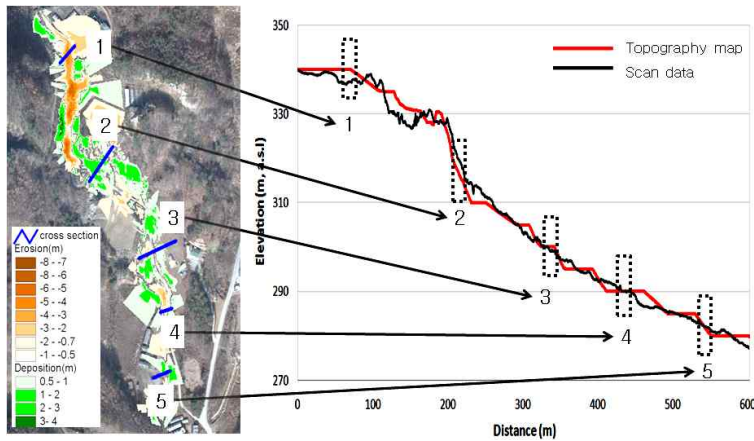 1
2
3
4
5
cross section
Erosion(m)
-8 - -7
-8 - -6
-6 - -5
-5 - -4
-4 - -3
-3 - -2
-2 - -0.7
-1 - -0.5
Deposition(m)
0.5 - 1
1 - 2
2 - 3
3- 4
Elevation (m, a.s.l)
350
330
310
290
270
Topography map
Scan data
1
2
3
4
5
0
100
200
300
400
500
600
Distance (m)